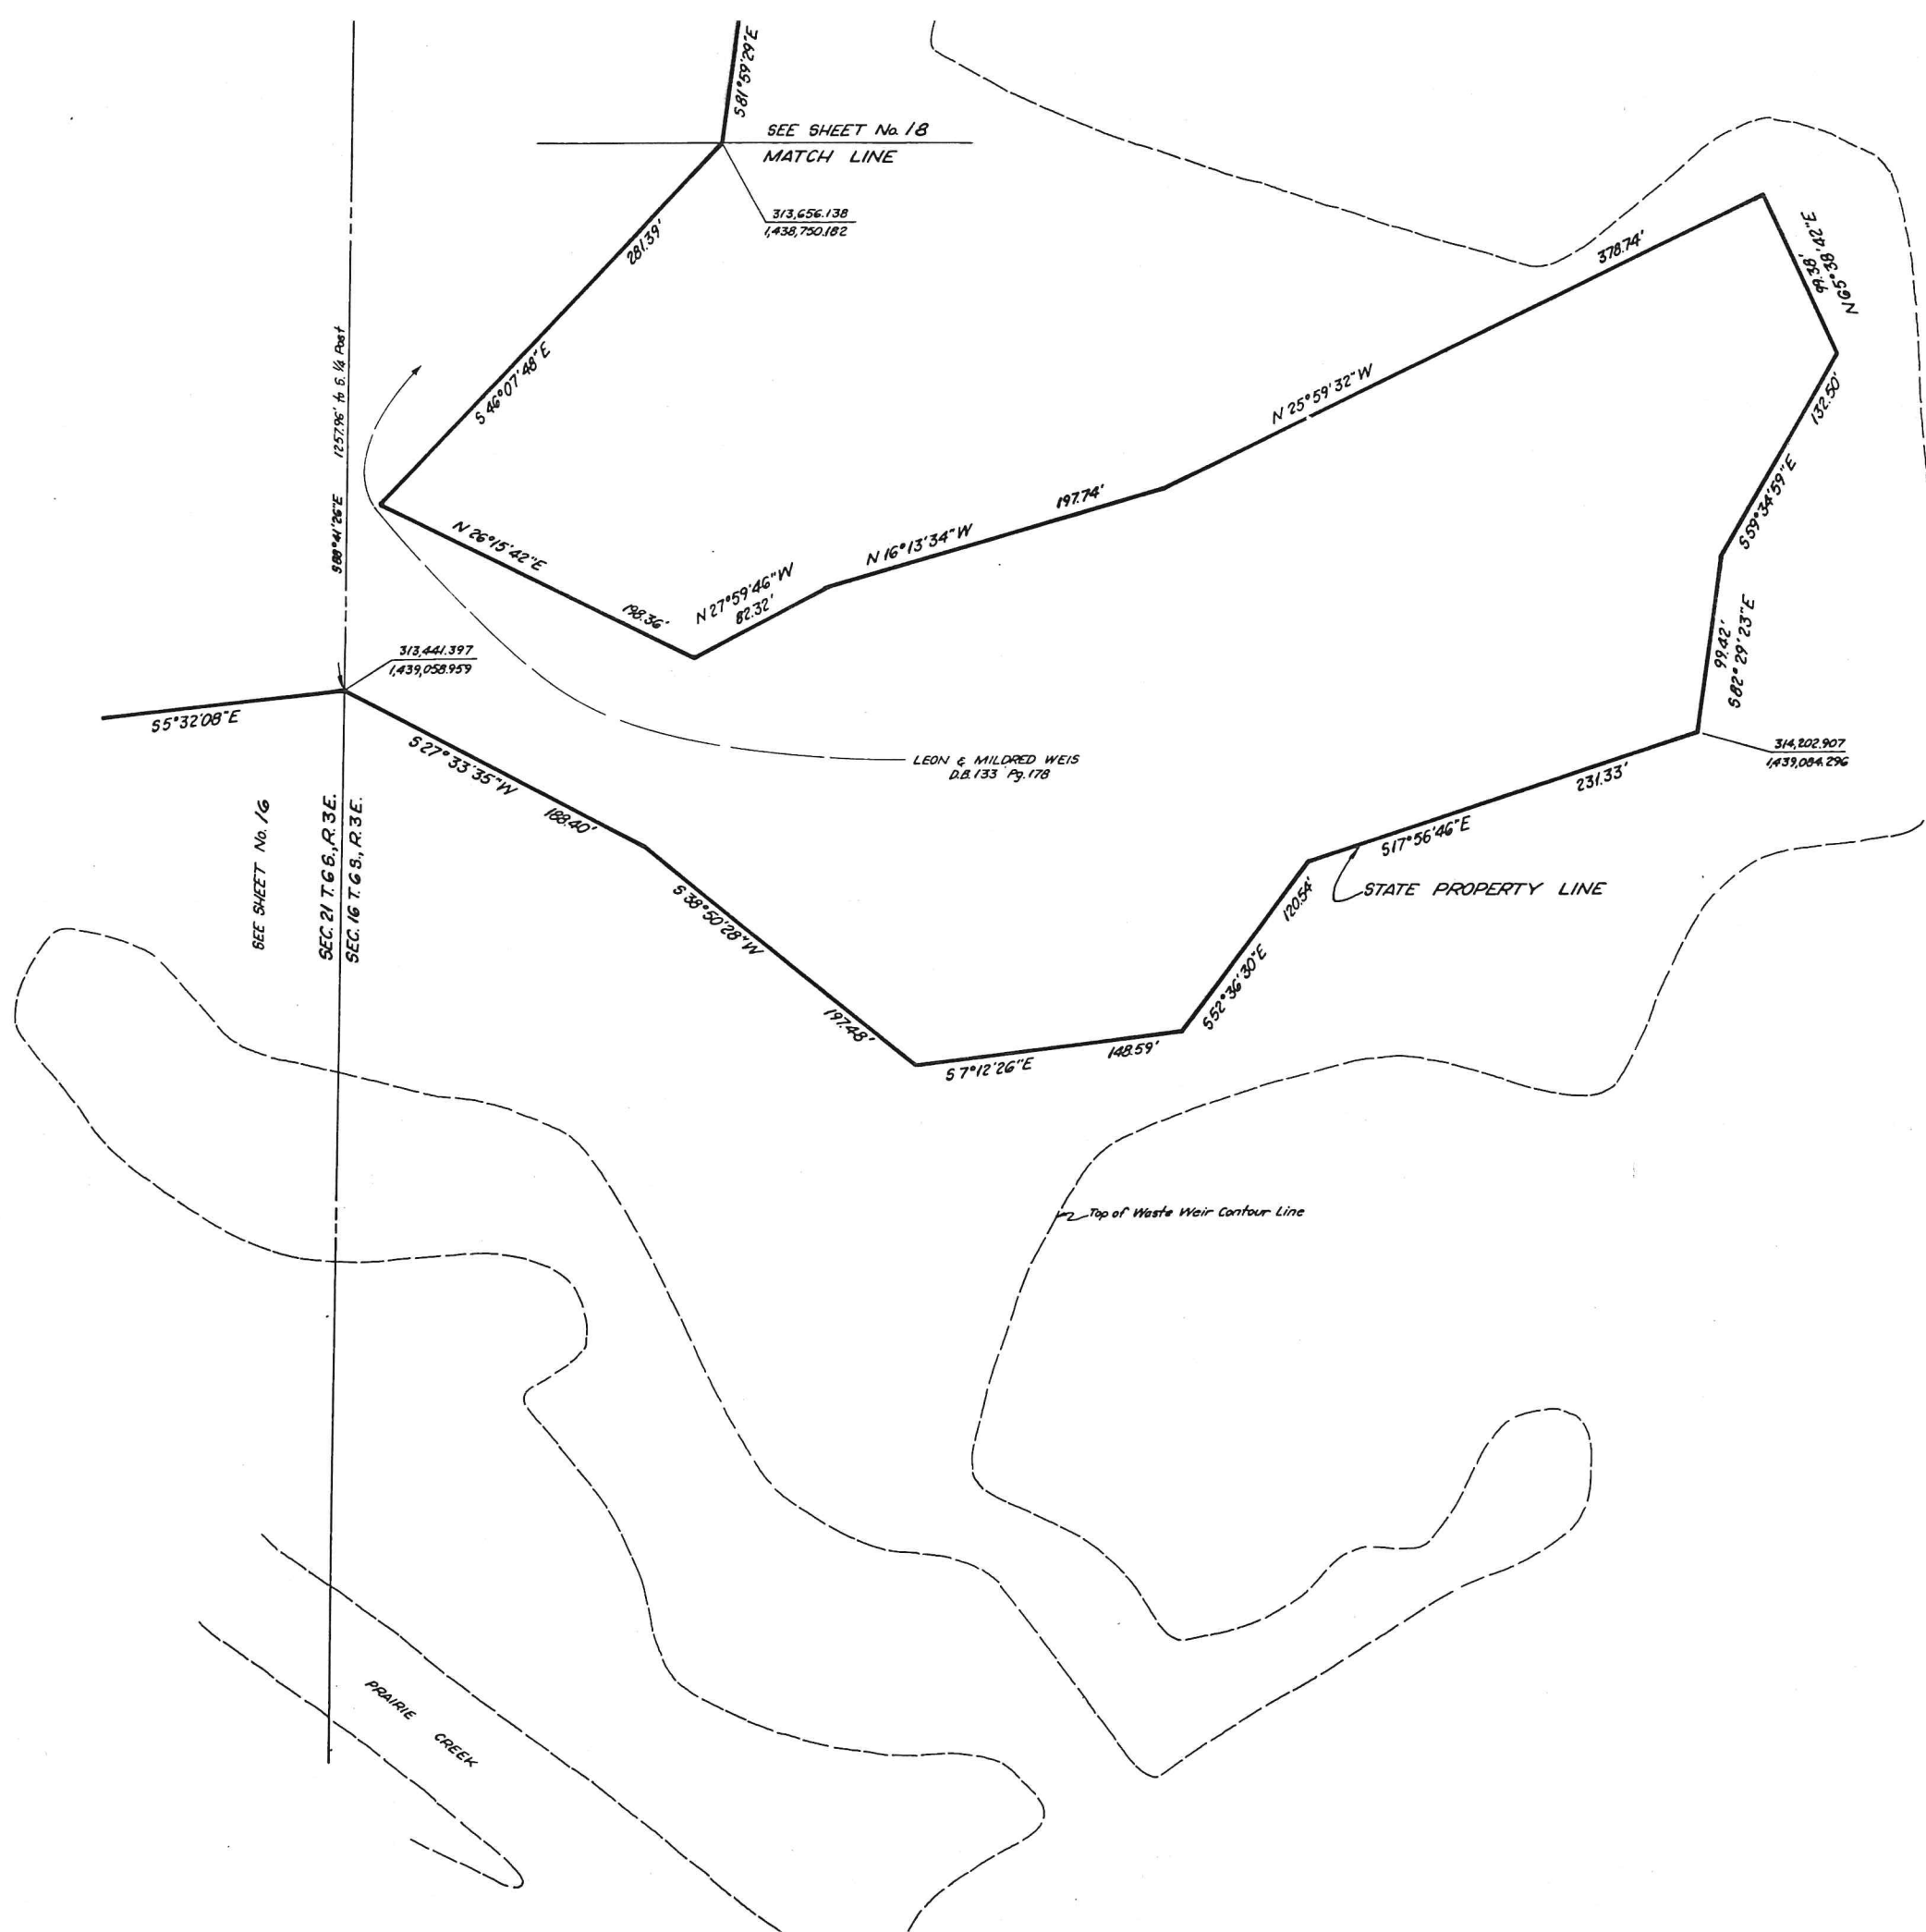 S81°59'29"E
SEE SHEET No. 18
MATCH LINE
313,656.138
1,438,750.182
281.39'
S 46°07'48"E
1257.96' to S. 1/4 Post
S88°41'26"E
378.74'
N 25°59'32"W
99.38'
N65°38'42"E
132.50'
S59°34'59"E
197.74'
N 16°13'34"W
N 26°15'42"E
198.36'
N 27°59'46"W
82.32'
99.42'
S82°29'23"E
313,441.397
1,439,058.959
S5°32'08"E
S 27°33'35"W
188.40'
LEON & MILDRED WEIS
D.B. 133 Pg. 178
314,202.907
1,439,084.296
231.33'
S17°56'46"E
STATE PROPERTY LINE
SEE SHEET No. 16
SEC. 21 T. 6 S., R. 3 E.
SEC. 16 T. 6 S., R. 3 E.
S 38°50'28"W
197.48'
120.54'
S52°36'30"E
148.59'
S 7°12'26"E
Top of Waste Weir Contour Line
PRAIRIE CREEK